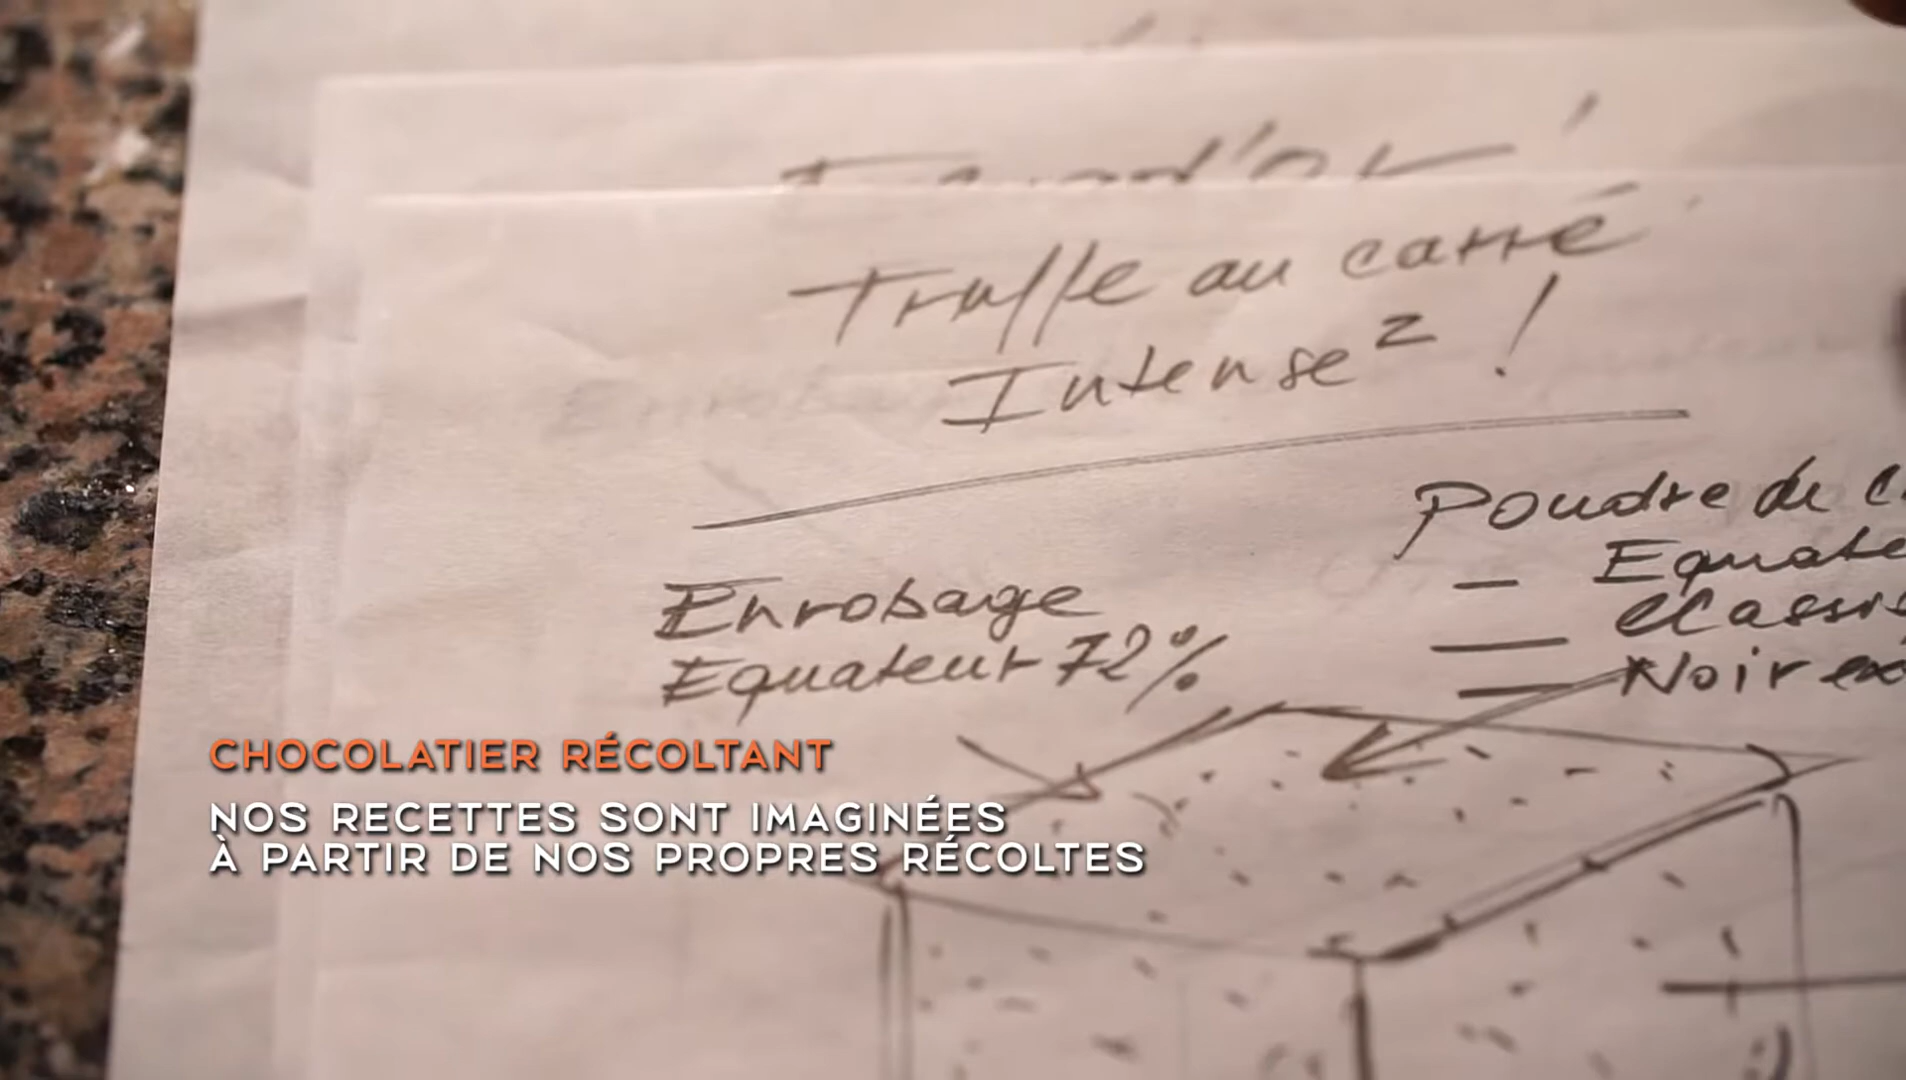 Truffe au carré
Intense² !
Enrobage
Equateur 72%
Poudre de
Noir
CHOCOLATIER RÉCOLTANT
NOS RECETTES SONT IMAGINÉES
À PARTIR DE NOS PROPRES RÉCOLTES